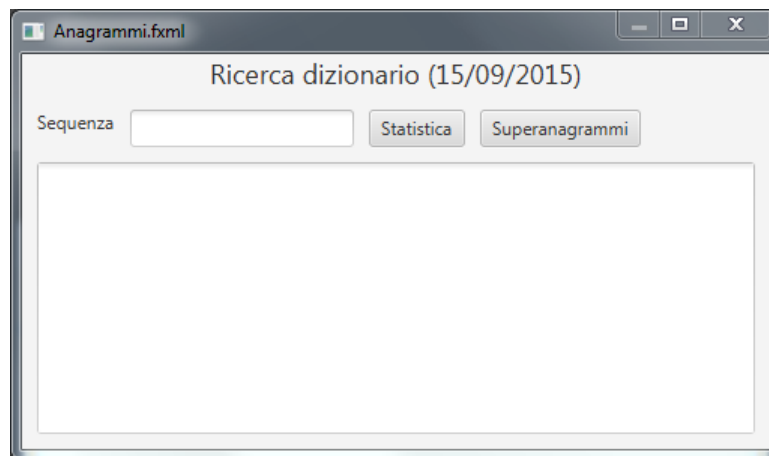 Anagrammi.fxml
Ricerca dizionario (15/09/2015)
Sequenza Statistica Superanagrammi